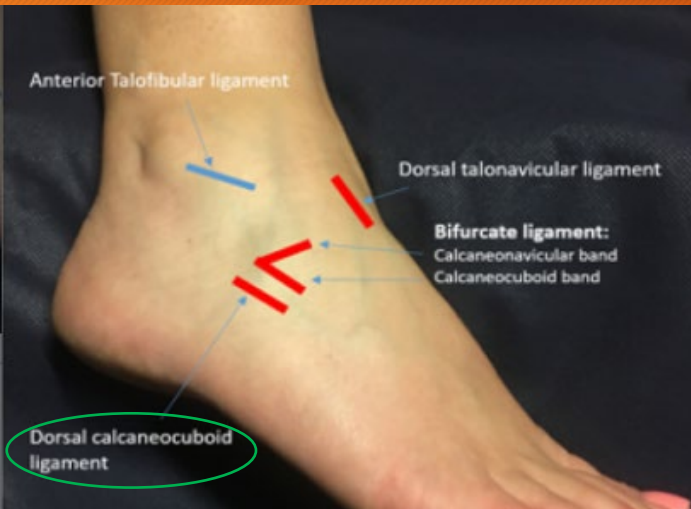 Anterior Talofibular ligament
Dorsal talonavicular ligament
Bifurcate ligament:
Calcaneonavicular band
Calcaneocuboid band
Dorsal calcaneocuboid
ligament